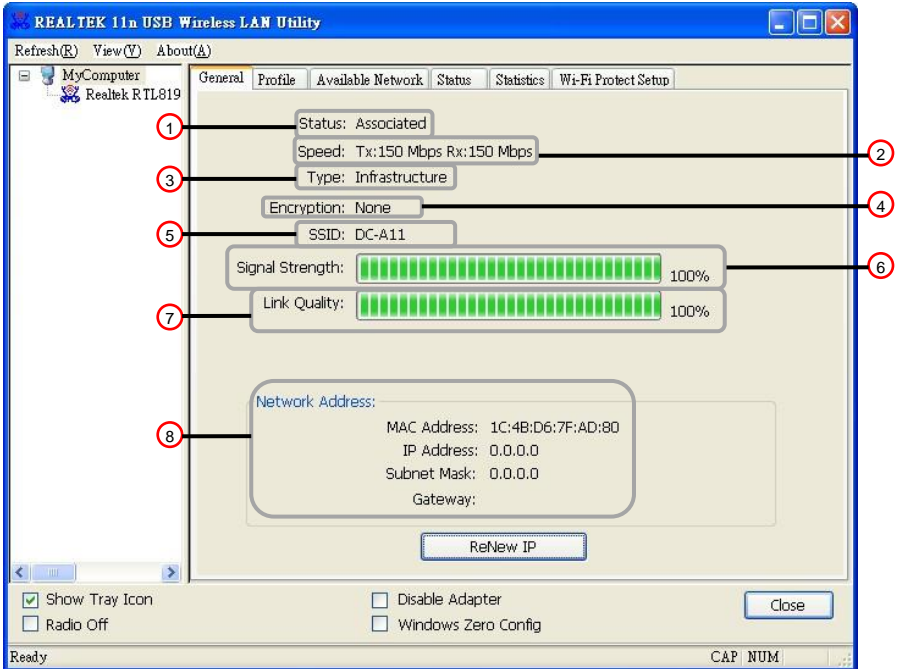 REALTEK 11n USB Wireless LAN Utility
Refresh(R) View(V) About(A)
MyComputer
Realtek RTL819
General Profile Available Network Status Statistics Wi-Fi Protect Setup
1 Status: Associated
Speed: Tx:150 Mbps Rx:150 Mbps 2
3 Type: Infrastructure
Encryption: None 4
5 SSID: DC-A11
Signal Strength: 100% 6
7 Link Quality: 100%
Network Address:
8 MAC Address: 1C:4B:D6:7F:AD:80
IP Address: 0.0.0.0
Subnet Mask: 0.0.0.0
Gateway:
ReNew IP
Show Tray Icon Disable Adapter Close
Radio Off Windows Zero Config
Ready CAP NUM